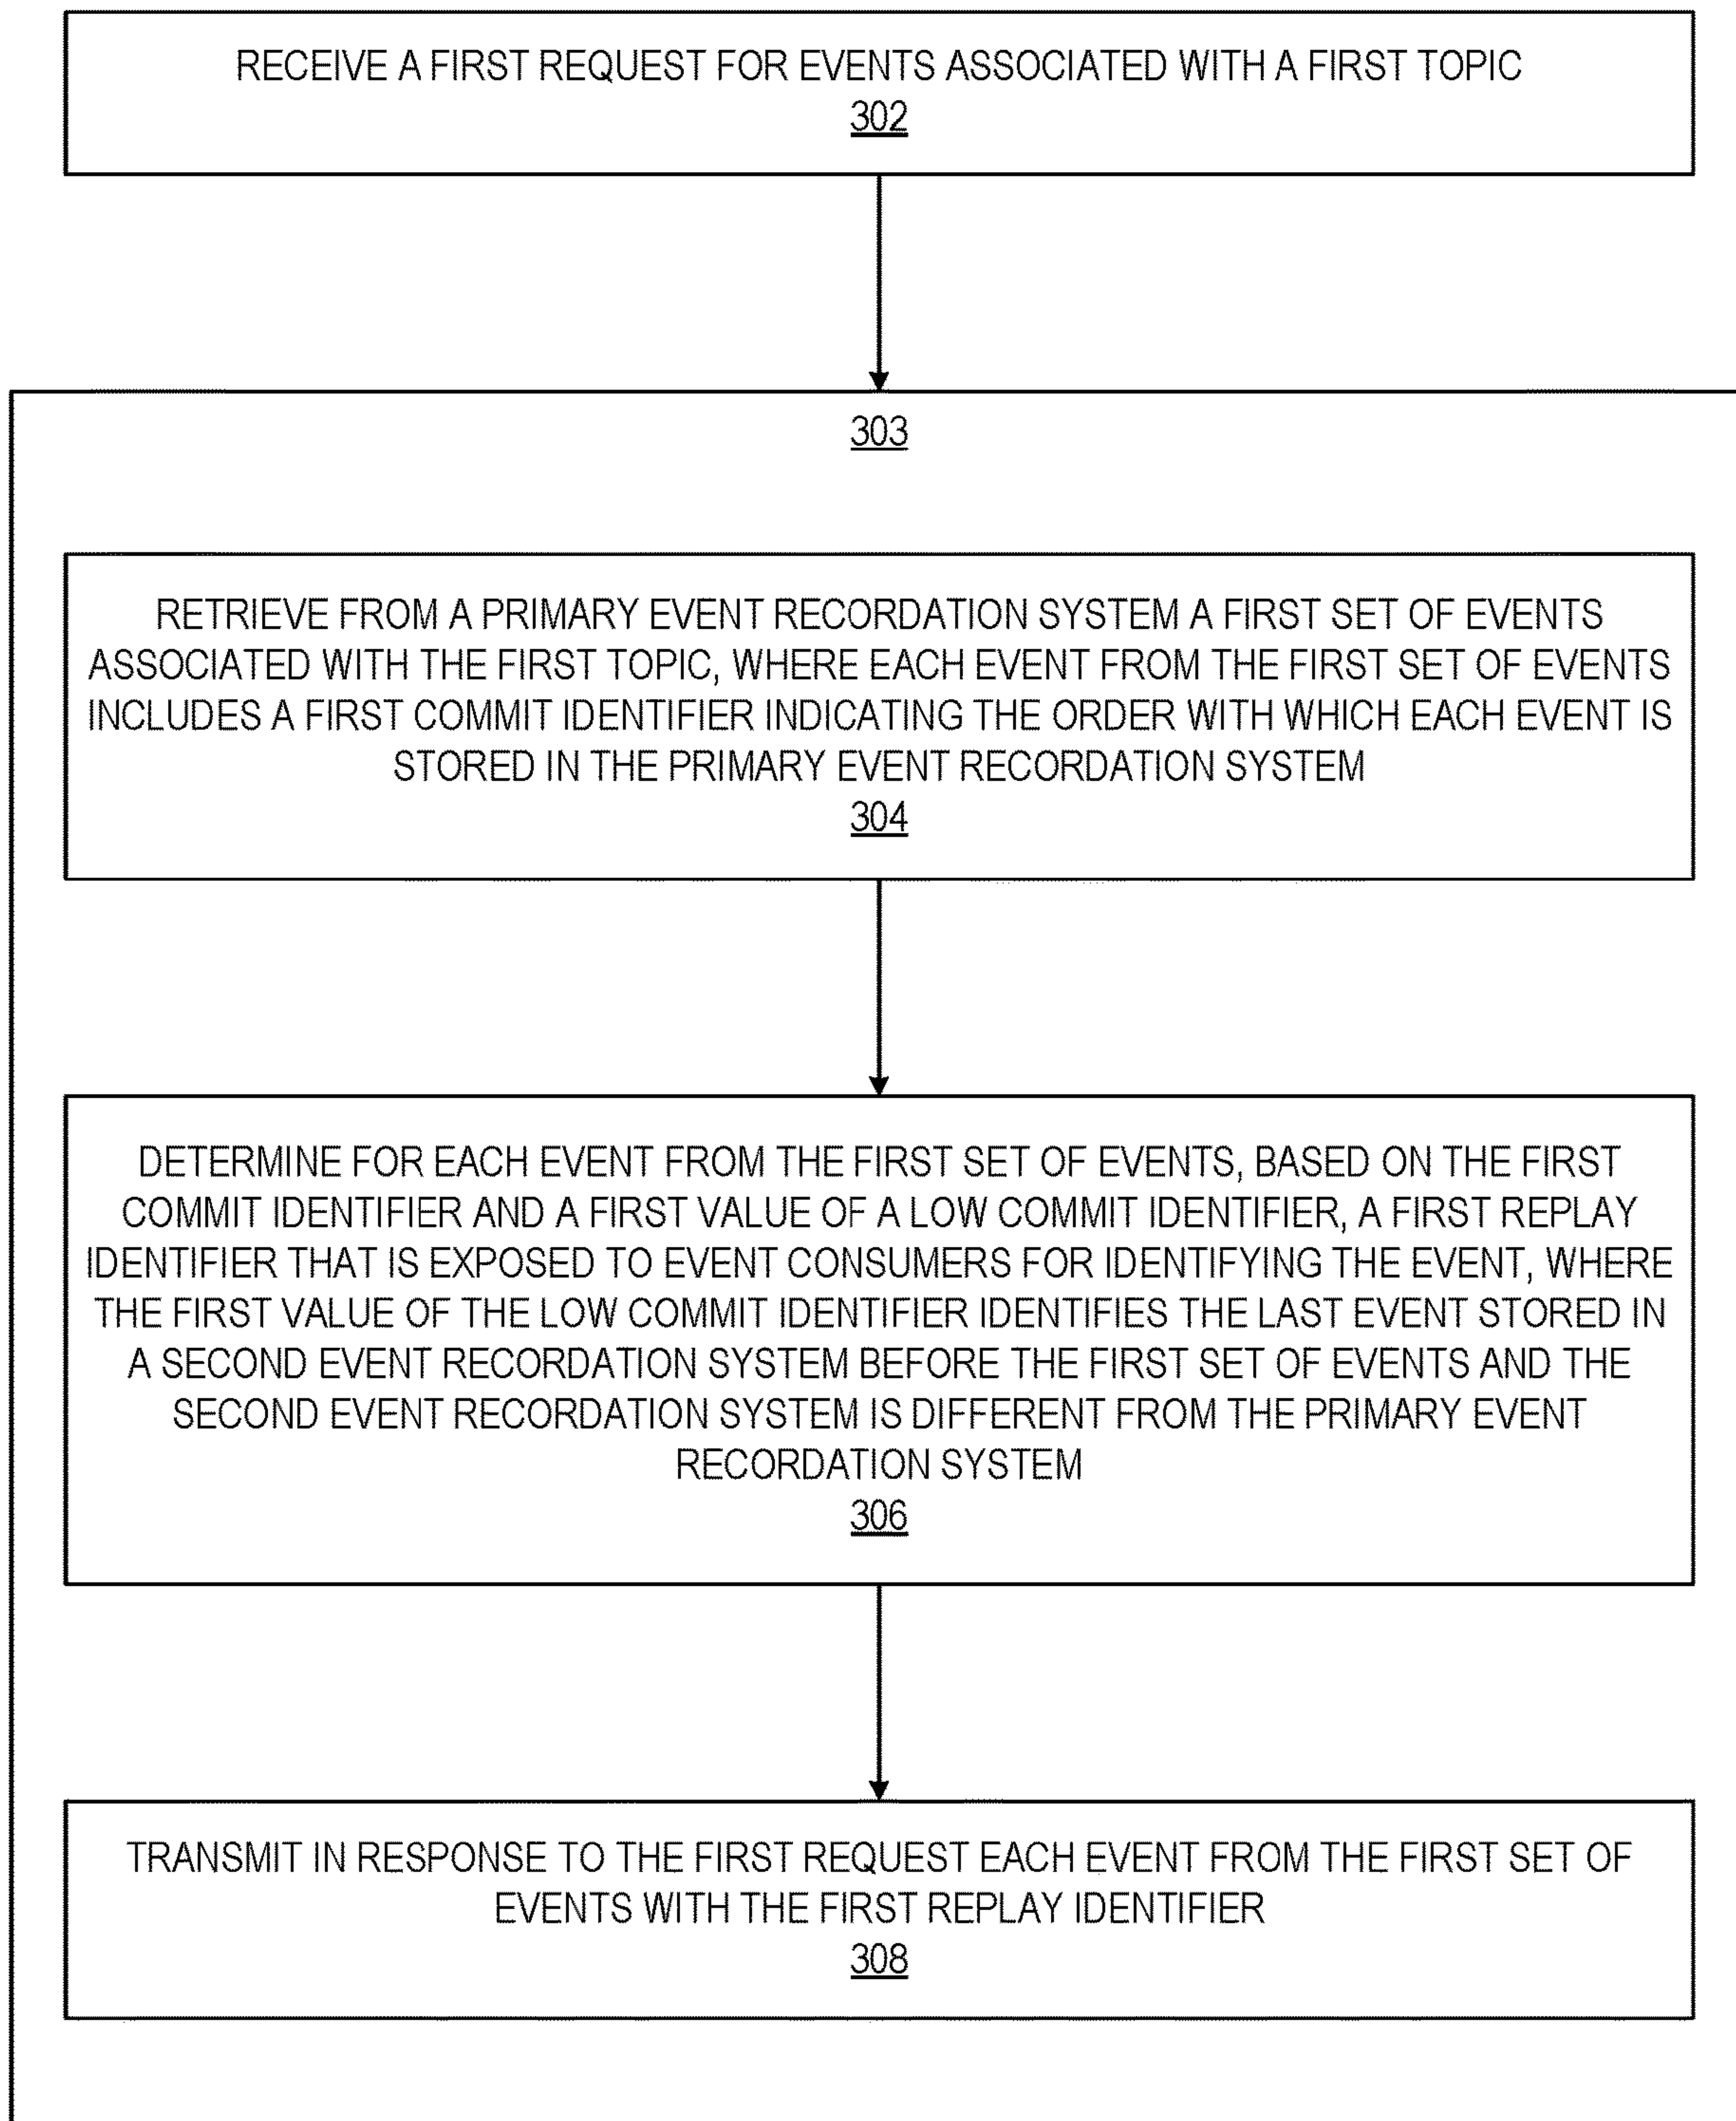 RECEIVE A FIRST REQUEST FOR EVENTS ASSOCIATED WITH A FIRST TOPIC
302
303
RETRIEVE FROM A PRIMARY EVENT RECORDATION SYSTEM A FIRST SET OF EVENTS
ASSOCIATED WITH THE FIRST TOPIC, WHERE EACH EVENT FROM THE FIRST SET OF EVENTS
INCLUDES A FIRST COMMIT IDENTIFIER INDICATING THE ORDER WITH WHICH EACH EVENT IS
STORED IN THE PRIMARY EVENT RECORDATION SYSTEM
304
DETERMINE FOR EACH EVENT FROM THE FIRST SET OF EVENTS, BASED ON THE FIRST
COMMIT IDENTIFIER AND A FIRST VALUE OF A LOW COMMIT IDENTIFIER, A FIRST REPLAY
IDENTIFIER THAT IS EXPOSED TO EVENT CONSUMERS FOR IDENTIFYING THE EVENT, WHERE
THE FIRST VALUE OF THE LOW COMMIT IDENTIFIER IDENTIFIES THE LAST EVENT STORED IN
A SECOND EVENT RECORDATION SYSTEM BEFORE THE FIRST SET OF EVENTS AND THE
SECOND EVENT RECORDATION SYSTEM IS DIFFERENT FROM THE PRIMARY EVENT
RECORDATION SYSTEM
306
TRANSMIT IN RESPONSE TO THE FIRST REQUEST EACH EVENT FROM THE FIRST SET OF
EVENTS WITH THE FIRST REPLAY IDENTIFIER
308